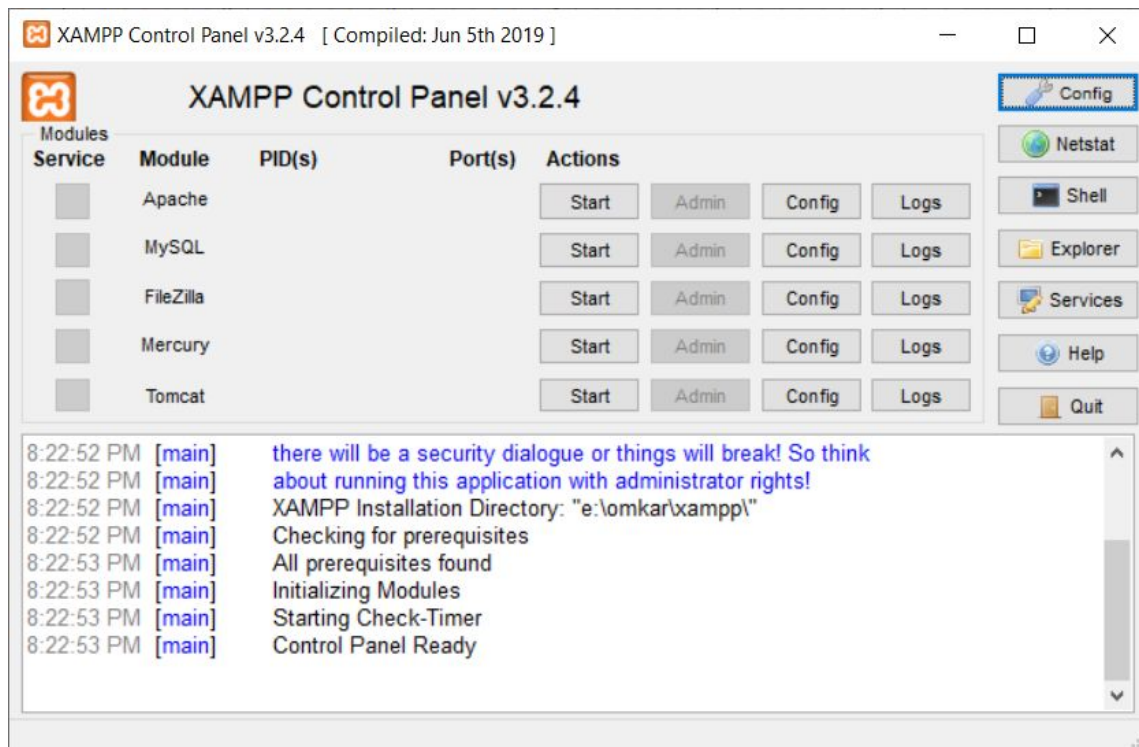 XAMPP Control Panel v3.2.4 [ Compiled: Jun 5th 2019 ]
XAMPP Control Panel v3.2.4
Config
Modules
Netstat
Service Module PID(s) Port(s) Actions
Apache Start Admin Config Logs
Shell
MySQL Start Admin Config Logs
Explorer
FileZilla Start Admin Config Logs
Services
Mercury Start Admin Config Logs
Help
Tomcat Start Admin Config Logs
Quit
8:22:52 PM [main] there will be a security dialogue or things will break! So think
8:22:52 PM [main] about running this application with administrator rights!
8:22:52 PM [main] XAMPP Installation Directory: "e:\omkar\xampp\"
8:22:52 PM [main] Checking for prerequisites
8:22:53 PM [main] All prerequisites found
8:22:53 PM [main] Initializing Modules
8:22:53 PM [main] Starting Check-Timer
8:22:53 PM [main] Control Panel Ready